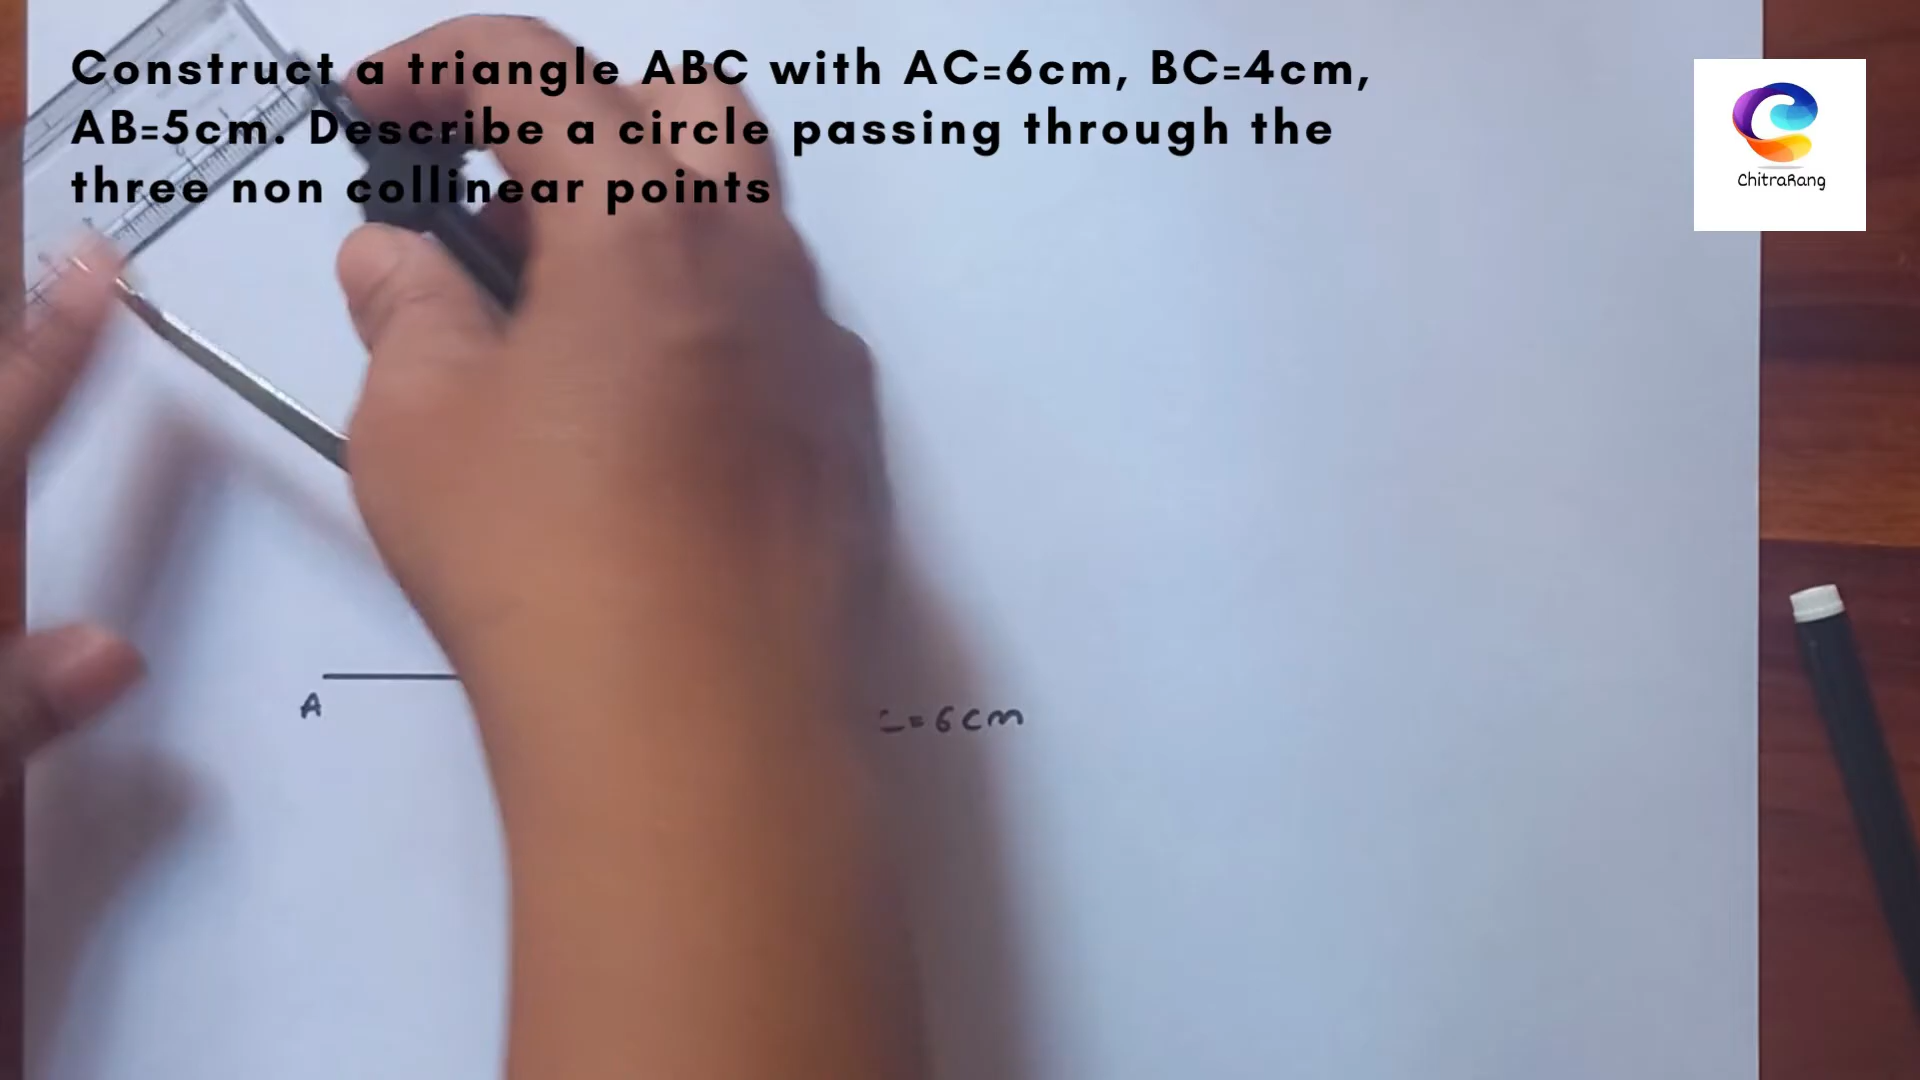 Construct a triangle ABC with AC=6cm, BC=4cm,
AB=5cm. Describe a circle passing through the
three non collinear points
ChitraRang
A
=6cm